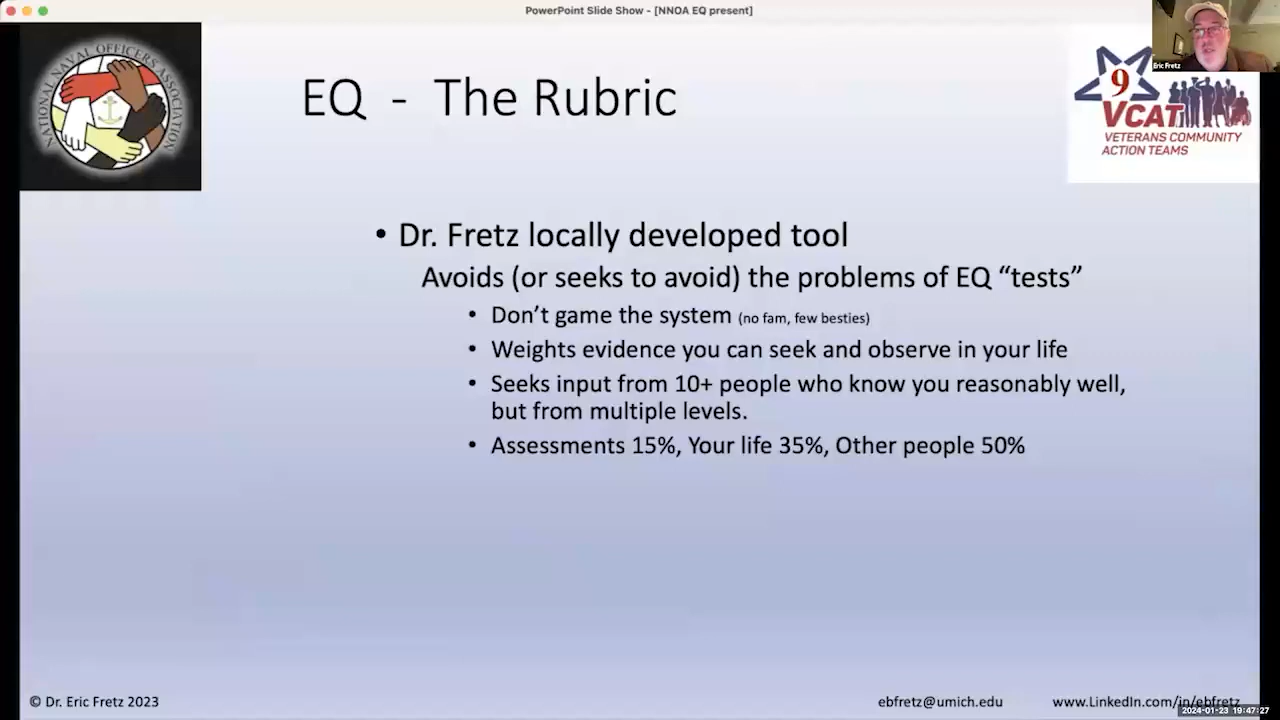 PowerPoint Slide Show - [NNOA EQ present]
NATIONAL NAVAL OFFICERS ASSOCIATION
EQ - The Rubric
Eric Fretz
9
VCAT
VETERANS COMMUNITY
ACTION TEAMS
• Dr. Fretz locally developed tool
Avoids (or seeks to avoid) the problems of EQ “tests”
• Don’t game the system (no fam, few besties)
• Weights evidence you can seek and observe in your life
• Seeks input from 10+ people who know you reasonably well,
but from multiple levels.
• Assessments 15%, Your life 35%, Other people 50%
© Dr. Eric Fretz 2023
ebfretz@umich.edu
www.LinkedIn.com/in/ebfretz
2024-01-23 19:47:27